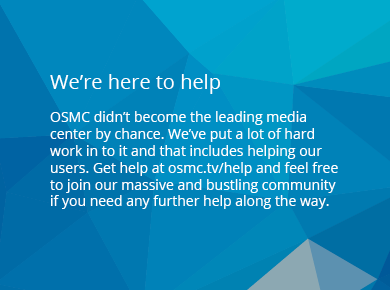 We're here to help
OSMC didn't become the leading media
center by chance. We've put a lot of hard
work in to it and that includes helping our
users. Get help at osmc.tv/help and feel free
to join our massive and bustling community
if you need any further help along the way.